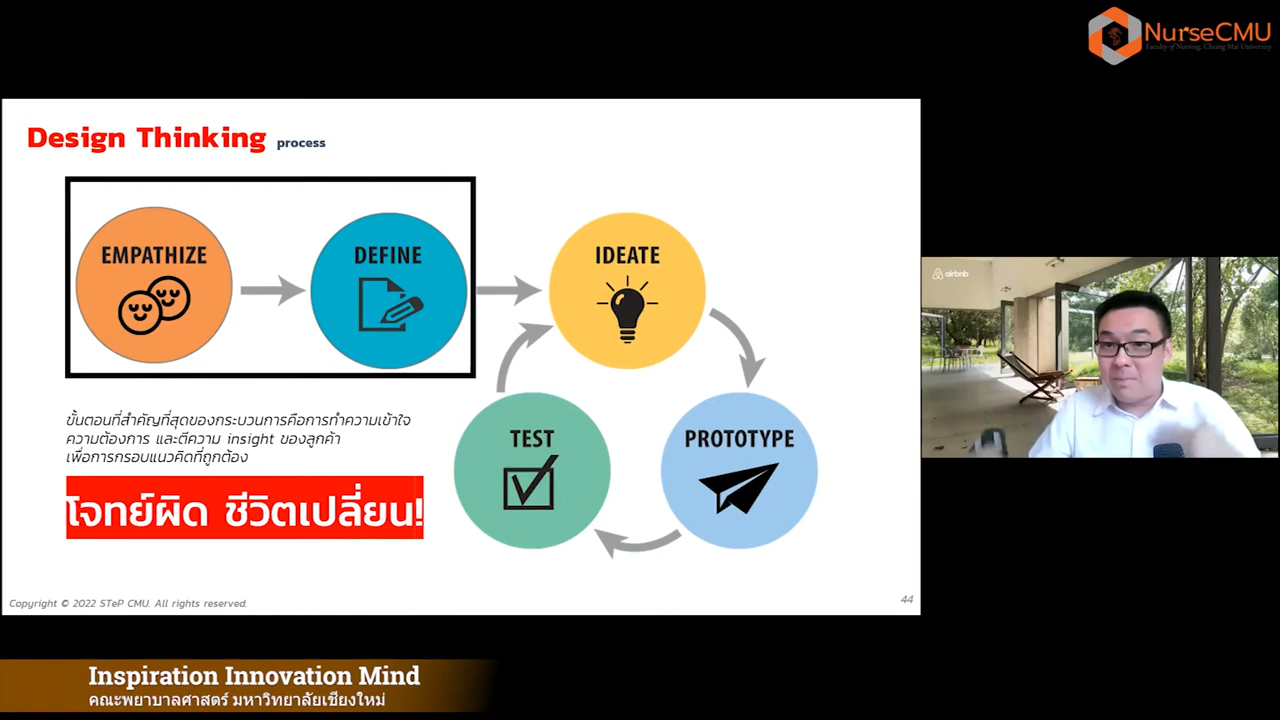 NurseCMU
Faculty of Nursing, Chiang Mai University
Design Thinking process
EMPATHIZE
DEFINE
IDEATE
TEST
PROTOTYPE
ขั้นตอนที่สำคัญที่สุดของกระบวนการคือการทำความเข้าใจ
ความต้องการ และตีความ insight ของลูกค้า
เพื่อการกรอบแนวคิดที่ถูกต้อง
โจทย์ผิด ชีวิตเปลี่ยน!
Copyright © 2022 STeP CMU. All rights reserved.
44
airbnb
Inspiration Innovation Mind
คณะพยาบาลศาสตร์ มหาวิทยาลัยเชียงใหม่